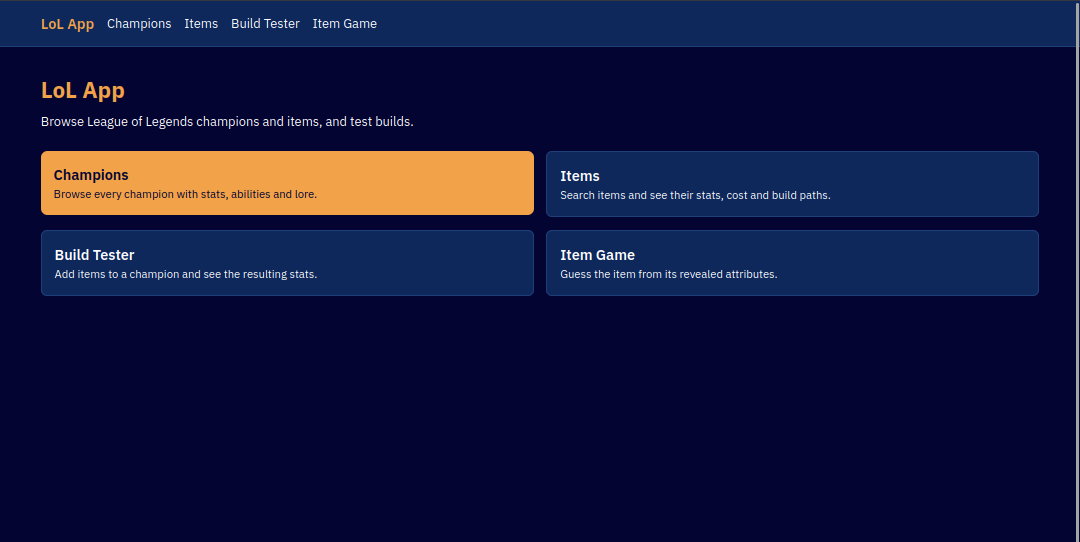 LoL App Champions Items Build Tester Item Game
LoL App
Browse League of Legends champions and items, and test builds.
Champions
Browse every champion with stats, abilities and lore.
Items
Search items and see their stats, cost and build paths.
Build Tester
Add items to a champion and see the resulting stats.
Item Game
Guess the item from its revealed attributes.